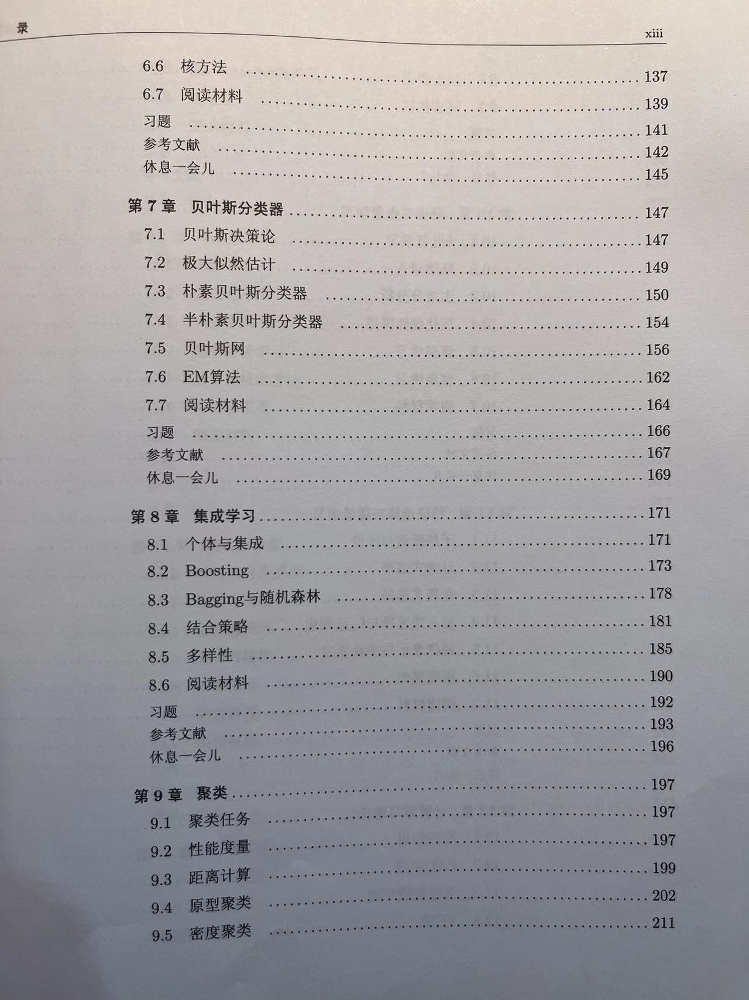 录 xiii
6.6 核方法 137
6.7 阅读材料 139
习题 141
参考文献 142
休息一会儿 145
第 7 章 贝叶斯分类器 147
7.1 贝叶斯决策论 147
7.2 极大似然估计 149
7.3 朴素贝叶斯分类器 150
7.4 半朴素贝叶斯分类器 154
7.5 贝叶斯网 156
7.6 EM算法 162
7.7 阅读材料 164
习题 166
参考文献 167
休息一会儿 169
第 8 章 集成学习 171
8.1 个体与集成 171
8.2 Boosting 173
8.3 Bagging与随机森林 178
8.4 结合策略 181
8.5 多样性 185
8.6 阅读材料 190
习题 192
参考文献 193
休息一会儿 196
第 9 章 聚类 197
9.1 聚类任务 197
9.2 性能度量 197
9.3 距离计算 199
9.4 原型聚类 202
9.5 密度聚类 211